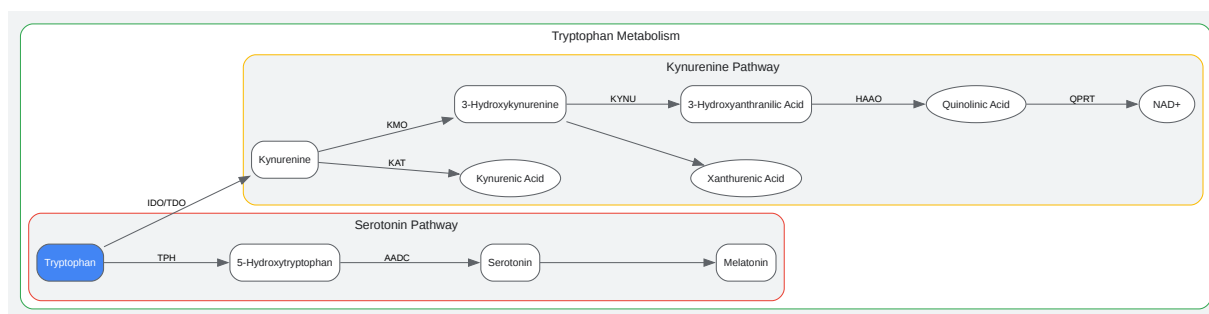 Tryptophan Metabolism
Kynurenine Pathway
3-Hydroxykynurenine
KYNU
3-Hydroxyanthranilic Acid
HAAO
Quinolinic Acid
QPRT
NAD+
KMO
Kynurenine
KAT
Kynurenic Acid
Xanthurenic Acid
IDO/TDO
Serotonin Pathway
Tryptophan
TPH
5-Hydroxytryptophan
AADC
Serotonin
Melatonin